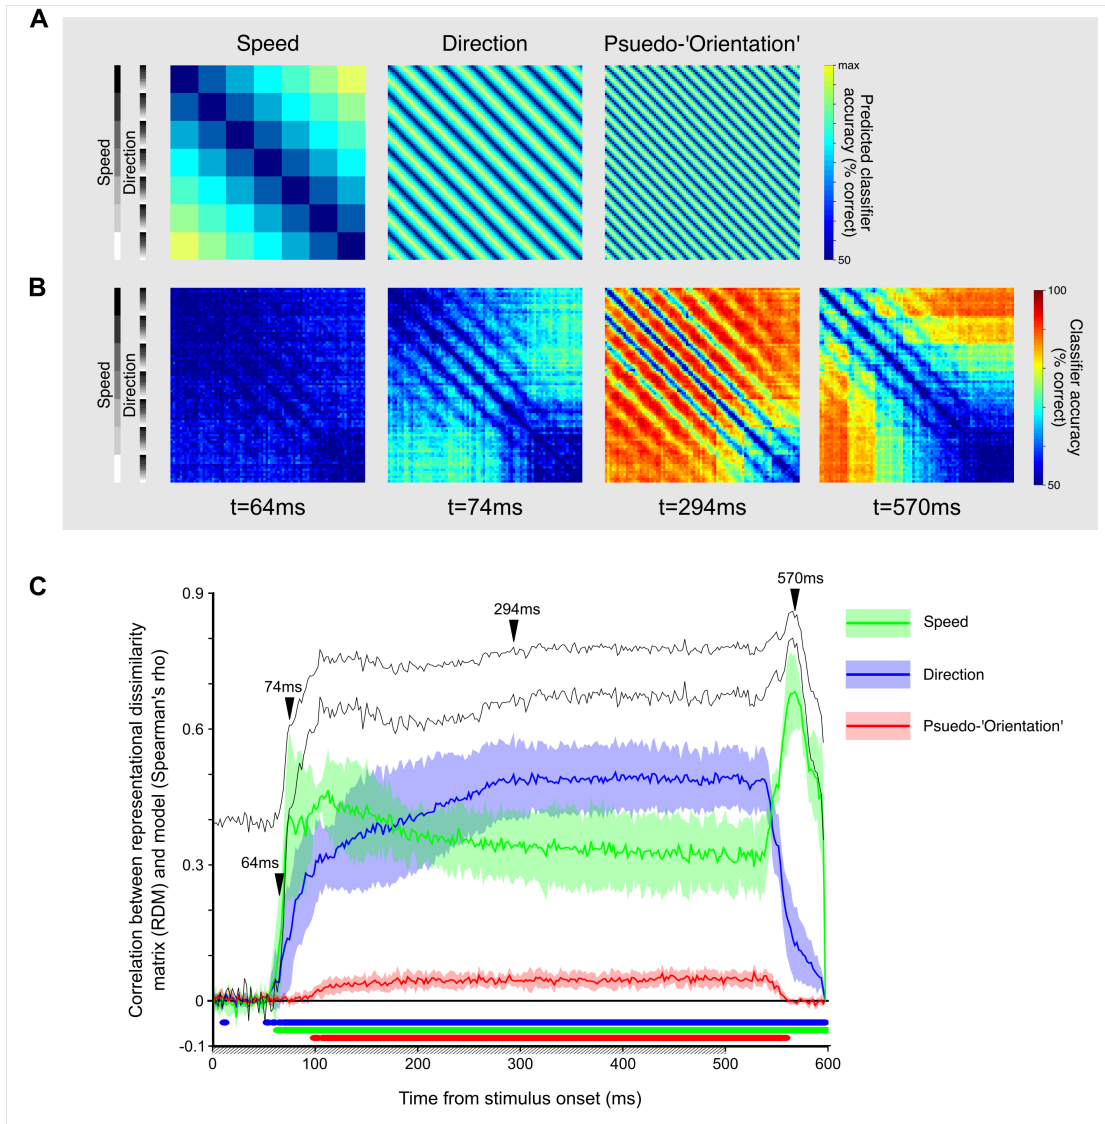 A
Speed
Direction
Psuedo-'Orientation'
Speed
Direction
max
50
Predicted classifier
accuracy (% correct)
B
Speed
Direction
100
50
Classifier accuracy
(% correct)
t=64ms
t=74ms
t=294ms
t=570ms
C
Correlation between representational dissimilarity
matrix (RDM) and model (Spearman's rho)
0.9
0.6
0.3
0
-0.1
64ms
74ms
294ms
570ms
Speed
Direction
Psuedo-'Orientation'
0
100
200
300
400
500
600
Time from stimulus onset (ms)